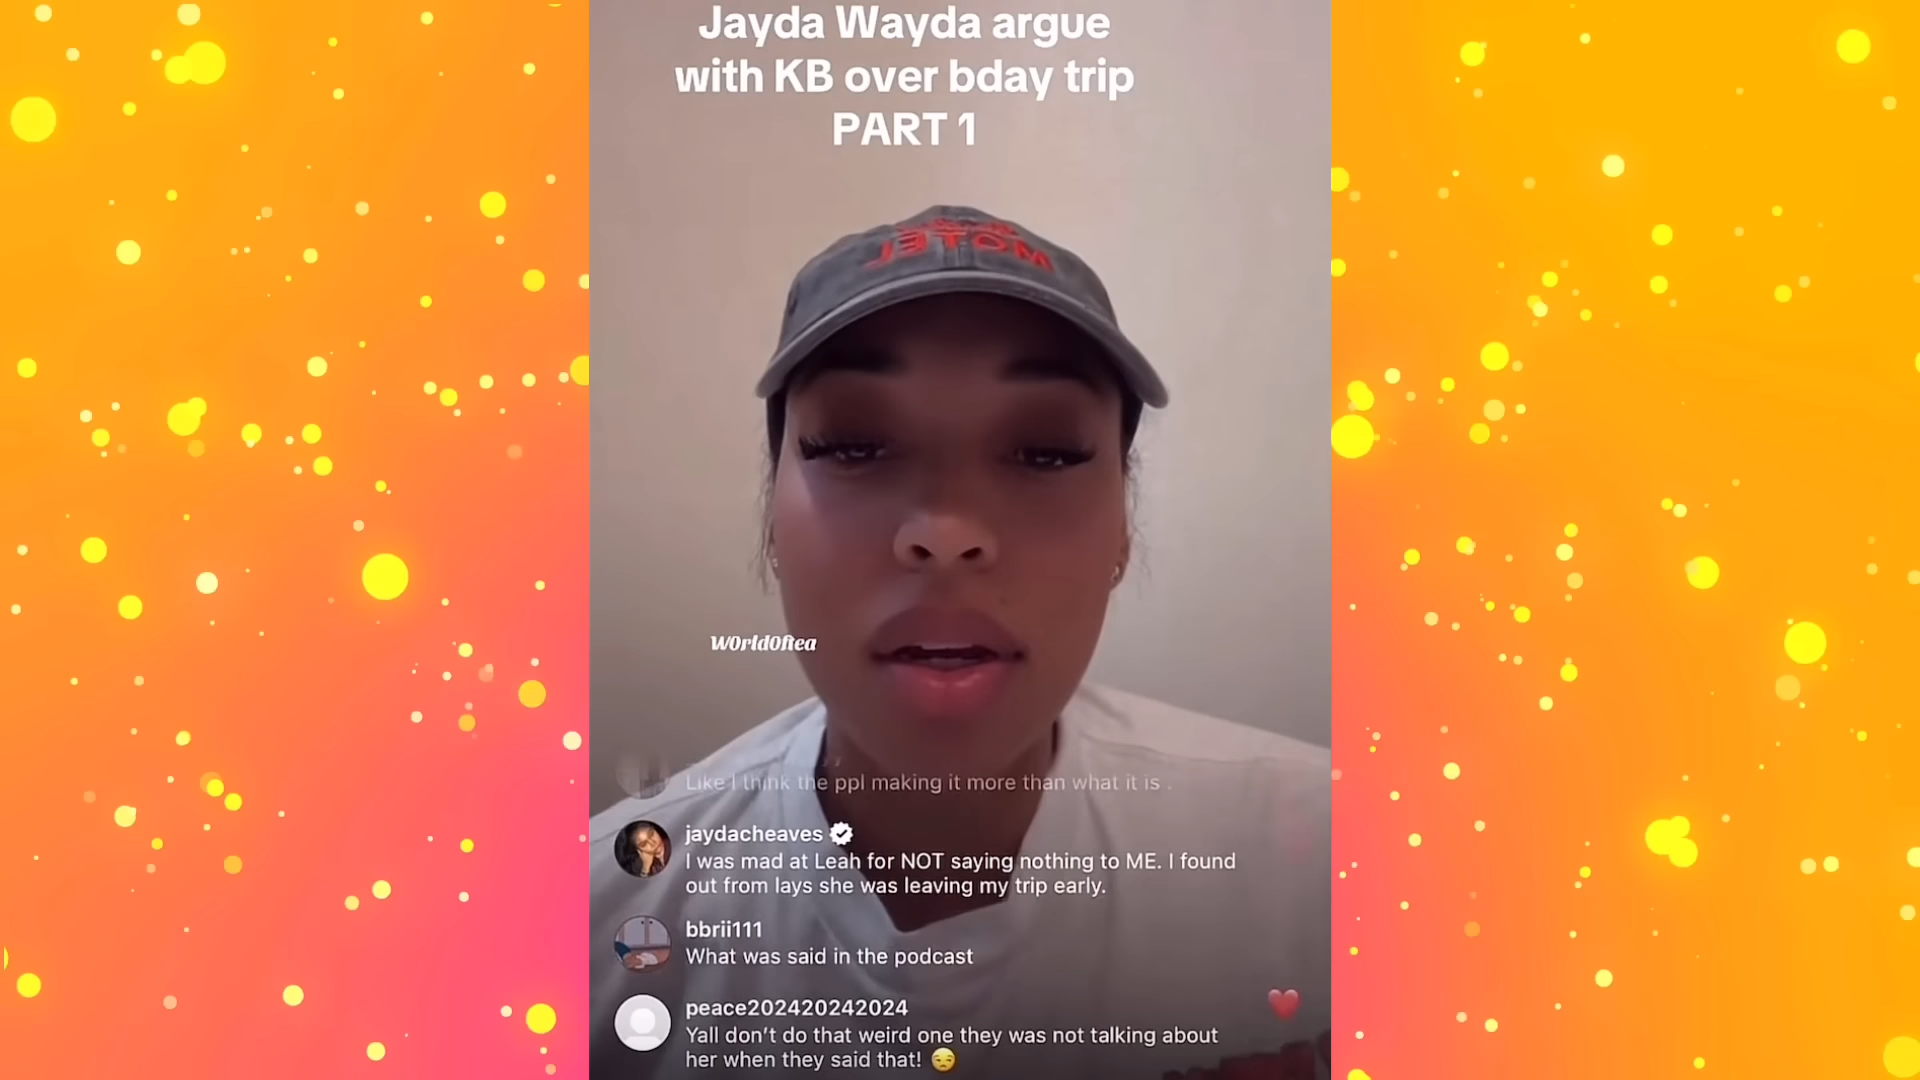 Jayda Wayda argue
with KB over bday trip
PART 1
MOTEL
W0rld0ftea
Like I think the ppl making it more than what it is .
jaydacheaves
I was mad at Leah for NOT saying nothing to ME. I found
out from lays she was leaving my trip early.
bbrii111
What was said in the podcast
peace202420242024
Yall don’t do that weird one they was not talking about
her when they said that! 😒